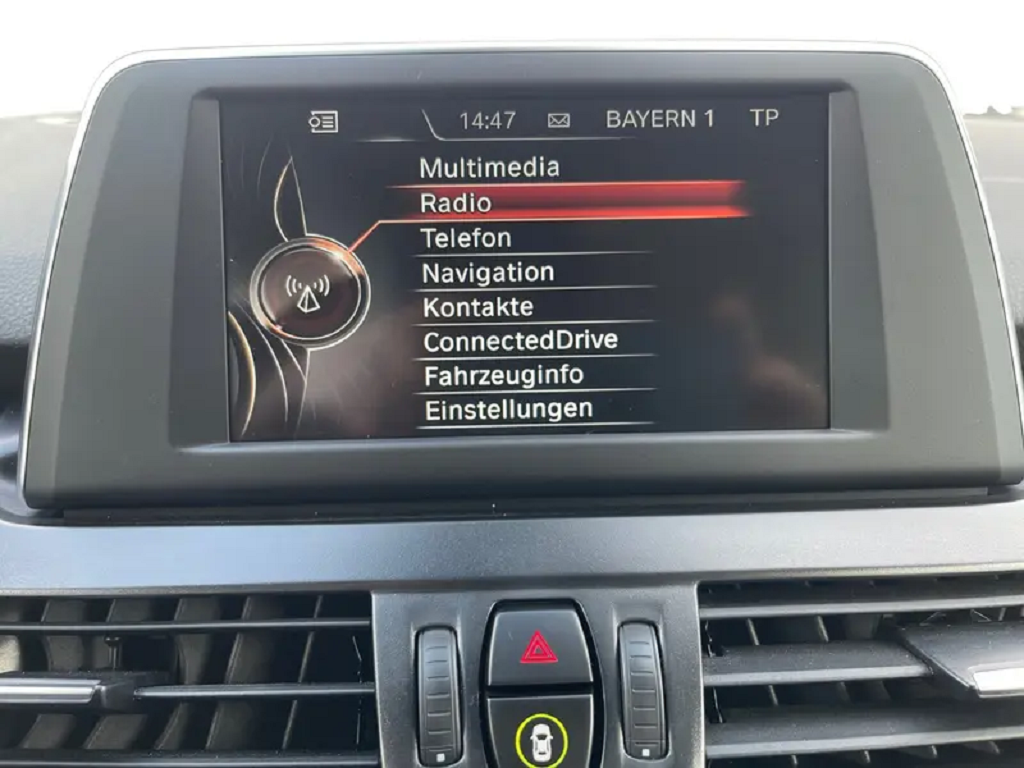 14:47 BAYERN 1 TP
Multimedia
Radio
Telefon
Navigation
Kontakte
ConnectedDrive
Fahrzeuginfo
Einstellungen